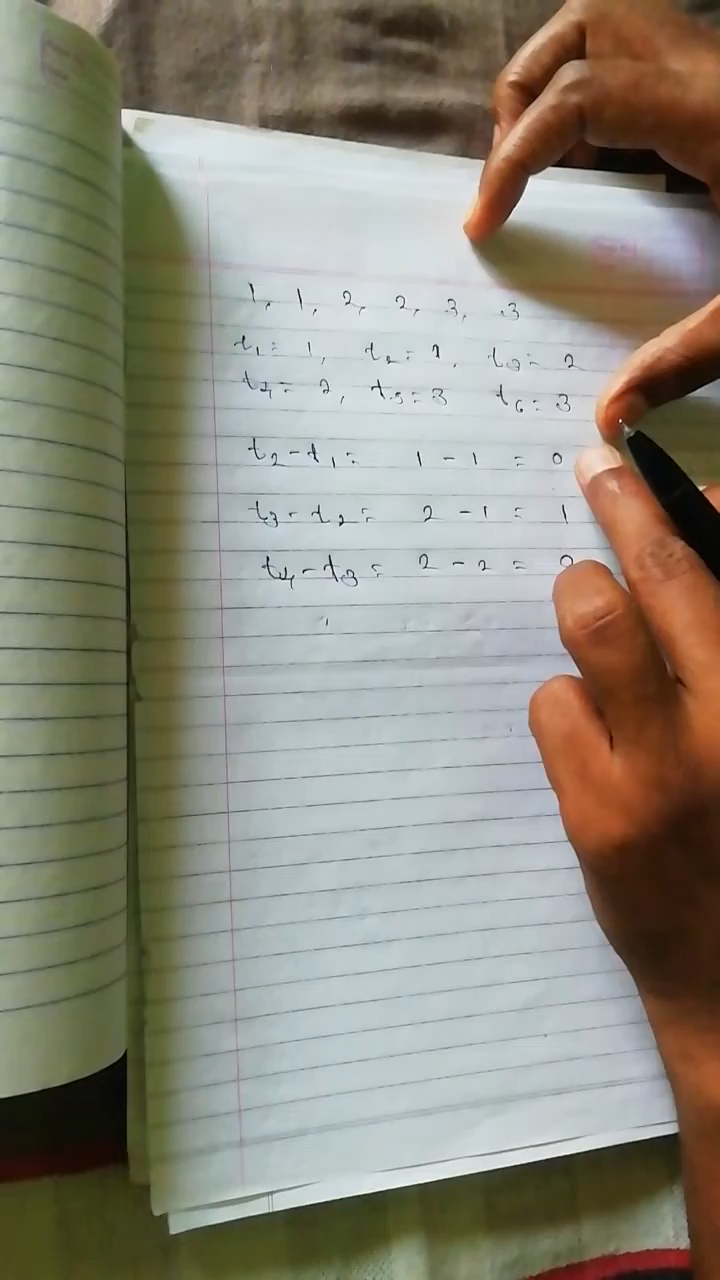 1, 1, 2, 2, 3, .3
t₁ = 1, t₂ = 1, t₃ = 2
t₄ = 2, t₅ = 3 t₆ = 3
t₂ - t₁ = 1 - 1 = 0
t₃ - t₂ = 2 - 1 = 1
t₄ - t₃ = 2 - 2 = 0